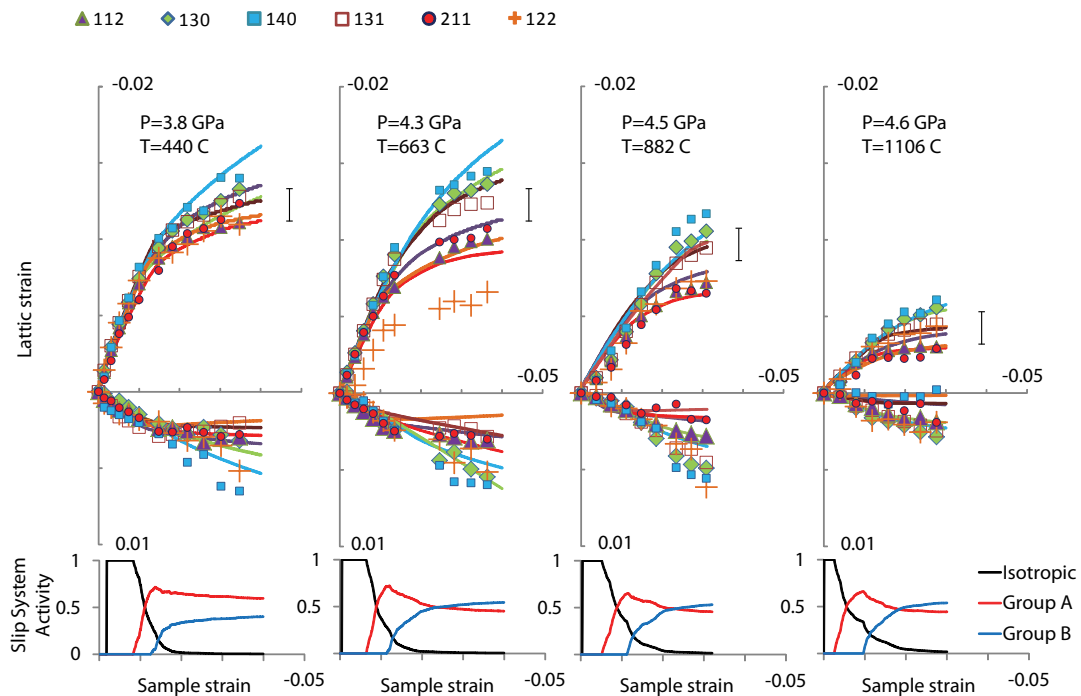 112 130 140 131 211 122
-0.02 -0.02 -0.02 -0.02
P=3.8 GPa P=4.3 GPa P=4.5 GPa P=4.6 GPa
T=440 C T=663 C T=882 C T=1106 C
Lattic strain
-0.05 -0.05
0.01 0.01 0.01
Slip System
Activity
1 1 1 1
0.5 0.5 0.5 0.5
0 0 0 0
Isotropic
Group A
Group B
-0.05 -0.05 -0.05 -0.05
Sample strain Sample strain Sample strain Sample strain